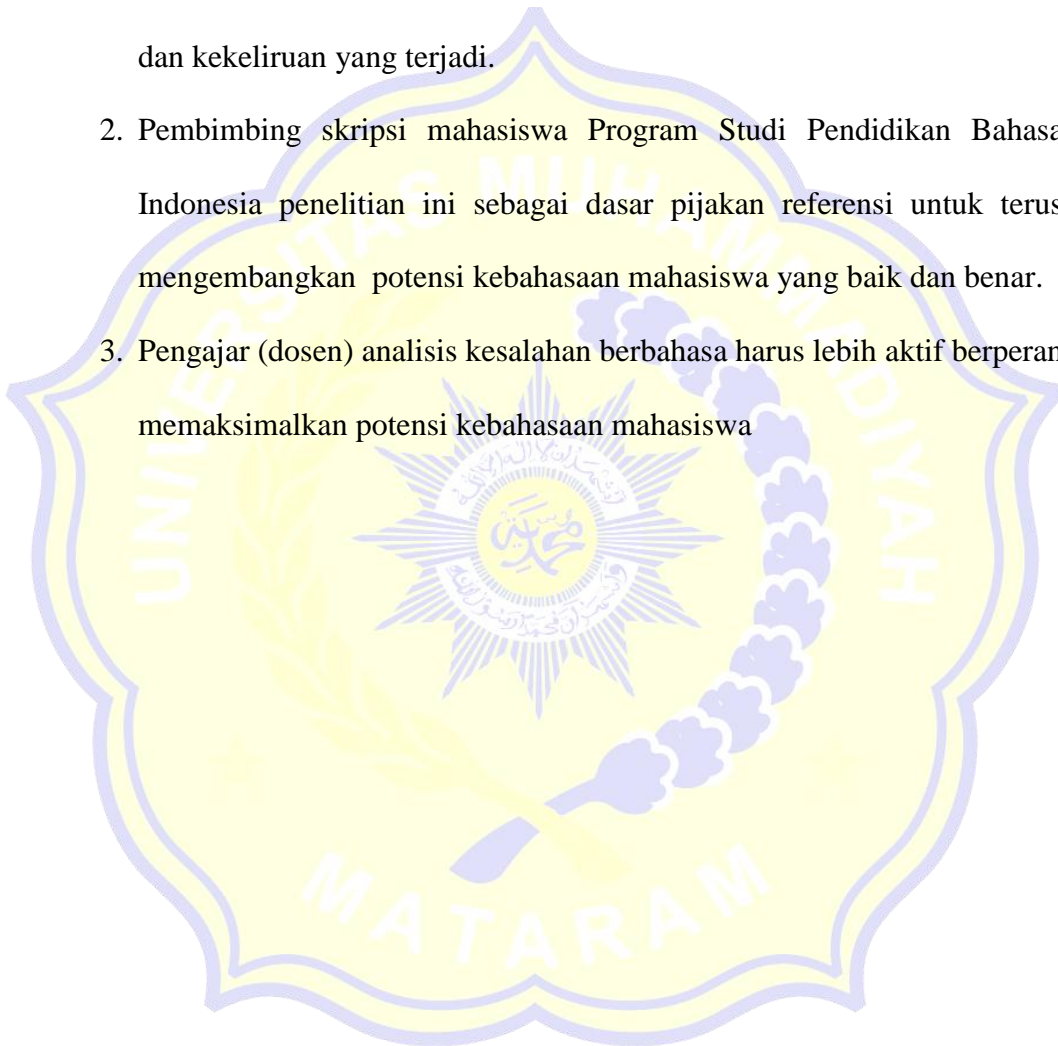 dan kekeliruan yang terjadi.
2. Pembimbing skripsi mahasiswa Program Studi Pendidikan Bahasa
Indonesia penelitian ini sebagai dasar pijakan referensi untuk terus
mengembangkan potensi kebahasaan mahasiswa yang baik dan benar.
3. Pengajar (dosen) analisis kesalahan berbahasa harus lebih aktif berperan
memaksimalkan potensi kebahasaan mahasiswa
UNIVERSITAS MUHAMMADIYAH
MATARAM